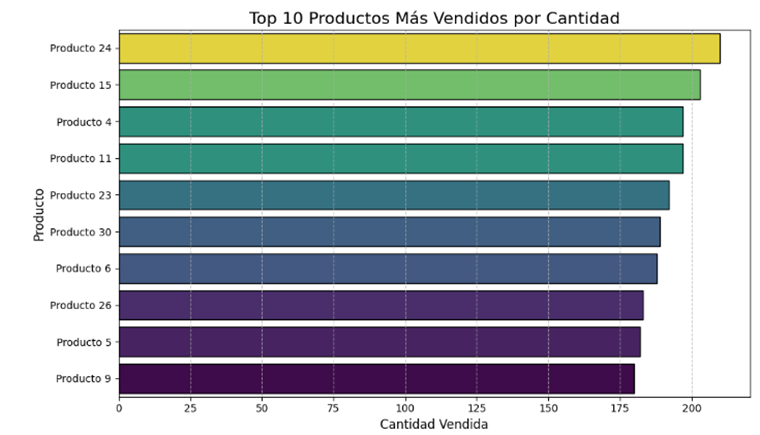 Top 10 Productos Más Vendidos por Cantidad
Producto
Producto 24
Producto 15
Producto 4
Producto 11
Producto 23
Producto 30
Producto 6
Producto 26
Producto 5
Producto 9
0 25 50 75 100 125 150 175 200
Cantidad Vendida